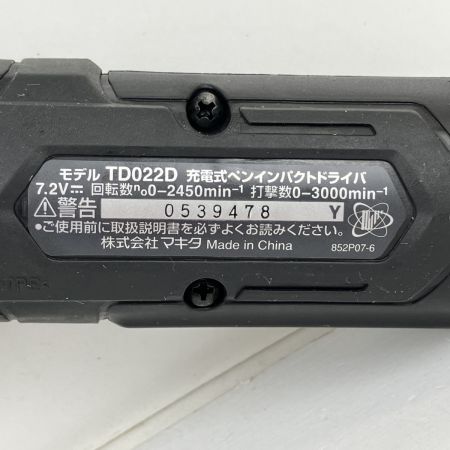 モデル TD022D 充電式ペンインパクトドライバ
7.2V⎓ 回転数n₀0-2450min⁻¹ 打撃数0-3000min⁻¹
⚠警告 0539478 Y
•ご使用前に取扱説明書を必ずよくお読みください。
株式会社マキタ Made in China 852P07-6